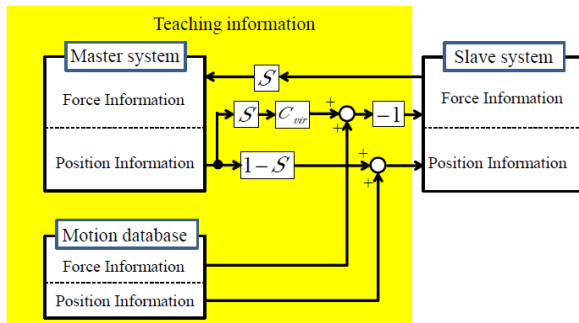 Teaching information
Master system
Slave system
S
Force Information
Force Information
S
C vir
+
+
-1
Position Information
1-S
+
+
Position Information
Motion database
Force Information
Position Information